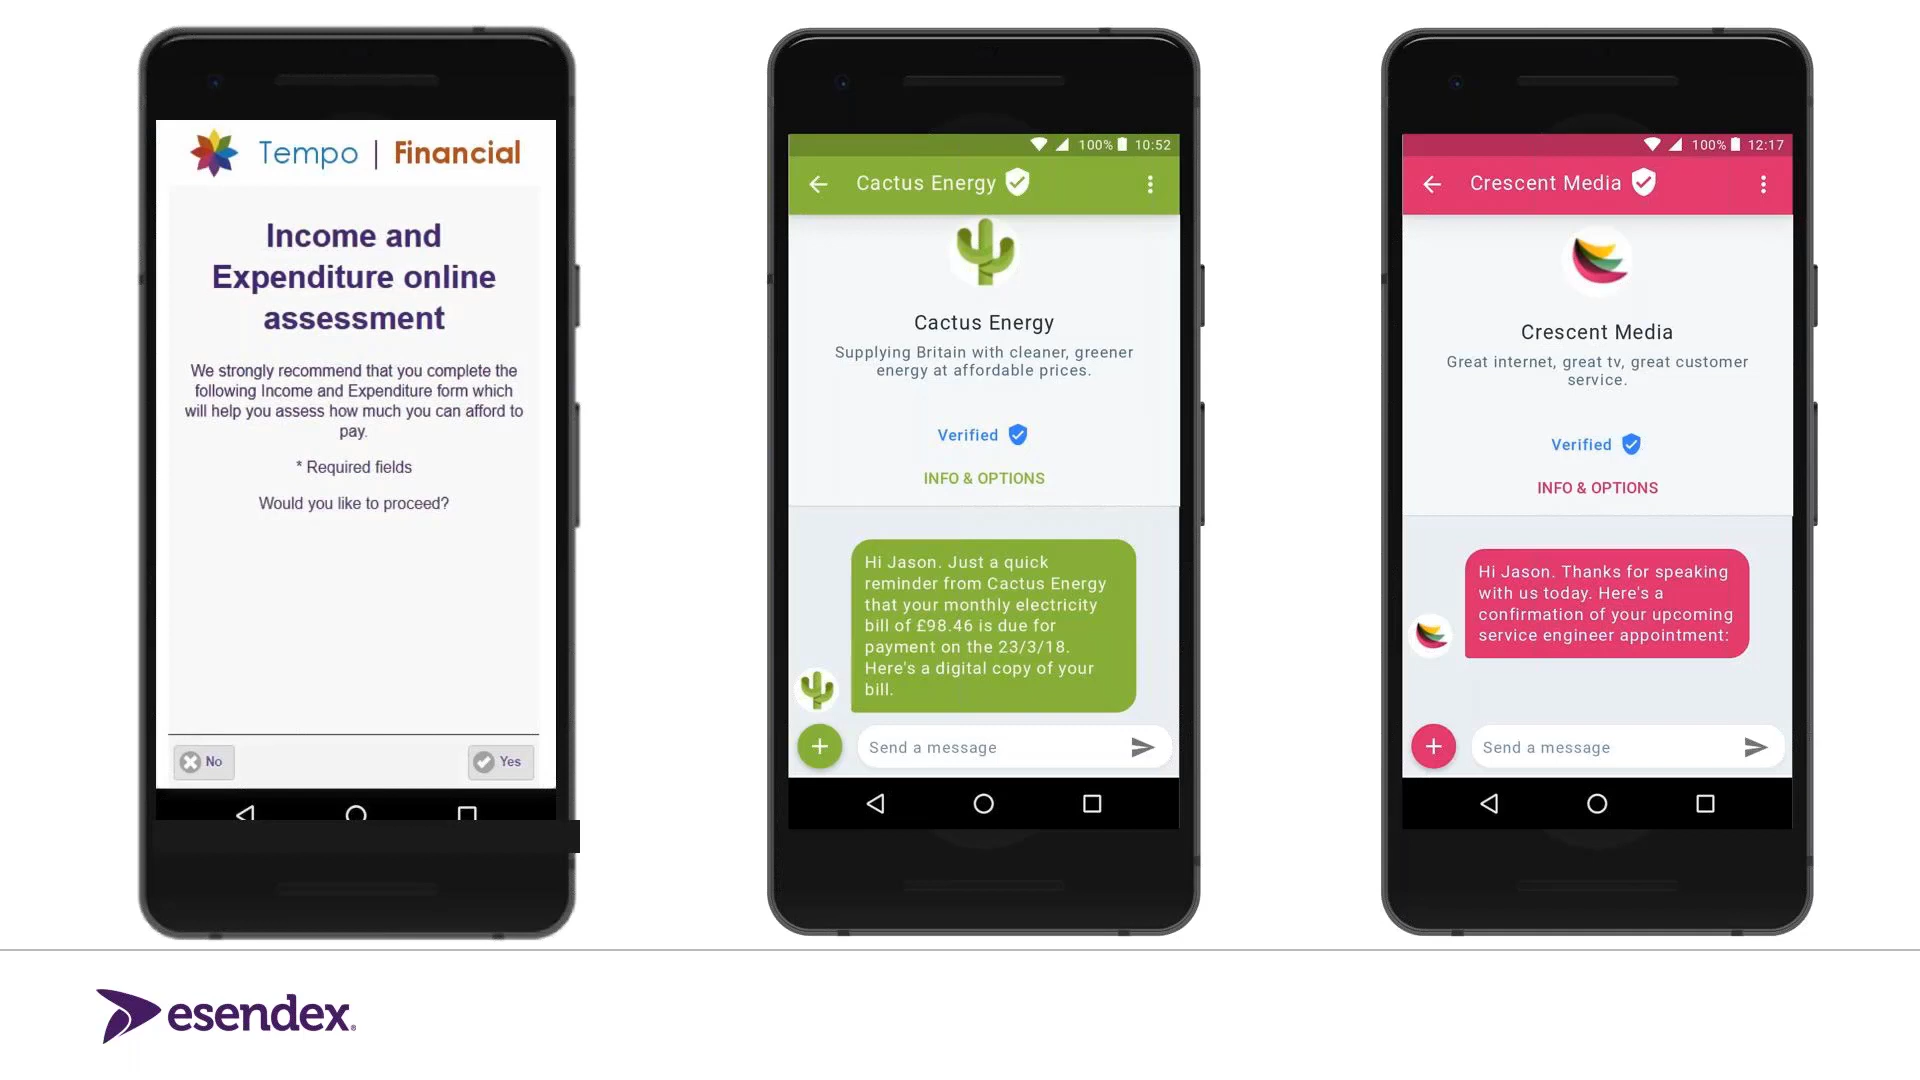 Tempo | Financial
Income and
Expenditure online
assessment
We strongly recommend that you complete the
following Income and Expenditure form which
will help you assess how much you can afford to
pay.
* Required fields
Would you like to proceed?
No
Yes
100% 10:52
Cactus Energy
Cactus Energy
Supplying Britain with cleaner, greener
energy at affordable prices.
Verified
INFO & OPTIONS
Hi Jason. Just a quick
reminder from Cactus Energy
that your monthly electricity
bill of £98.46 is due for
payment on the 23/3/18.
Here's a digital copy of your
bill.
Send a message
100% 12:17
Crescent Media
Crescent Media
Great internet, great tv, great customer
service.
Verified
INFO & OPTIONS
Hi Jason. Thanks for speaking
with us today. Here's a
confirmation of your upcoming
service engineer appointment:
Send a message
esendex®